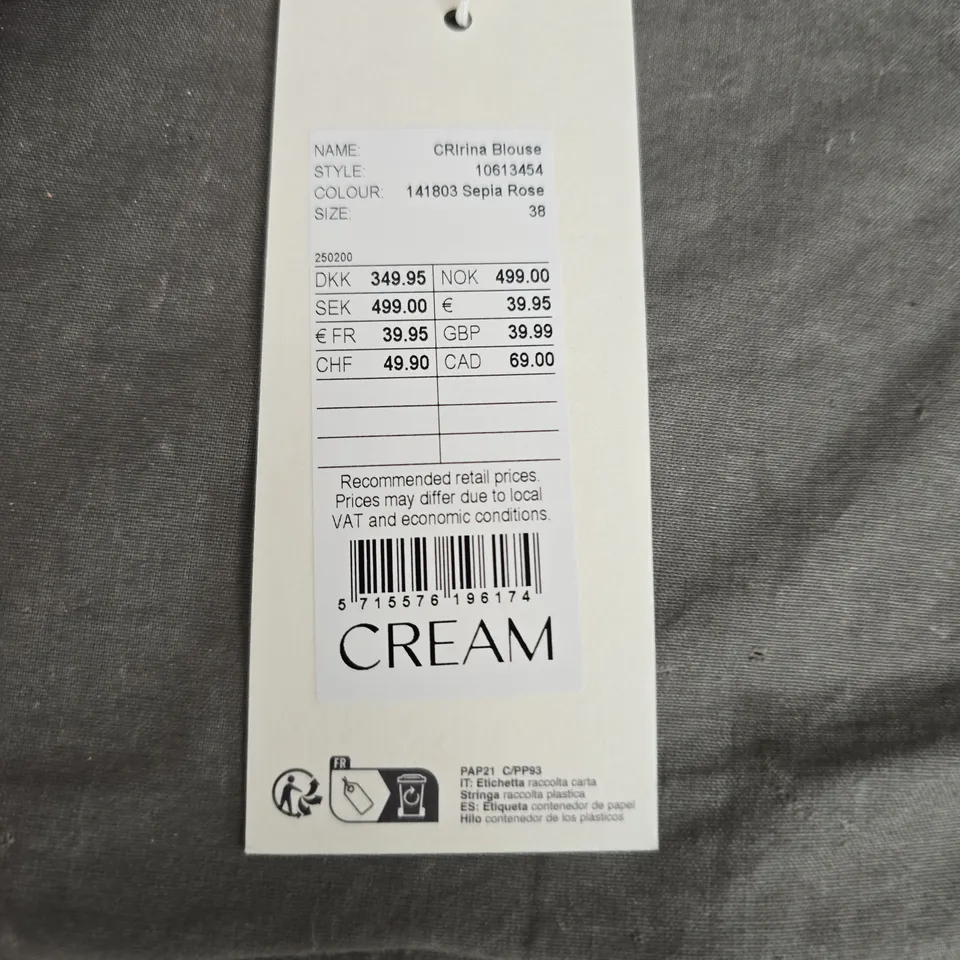 NAME: CRIrina Blouse
STYLE: 10613454
COLOUR: 141803 Sepia Rose
SIZE: 38
250200
DKK 349.95 NOK 499.00
SEK 499.00 € 39.95
€ FR 39.95 GBP 39.99
CHF 49.90 CAD 69.00
Recommended retail prices.
Prices may differ due to local
VAT and economic conditions.
5 715576 196174
CREAM
FR
PAP21 C/PP93
IT: Etichetta raccolta carta
Stringa raccolta plastica
ES: Etiqueta contenedor de papel
Hilo contenedor de los plásticos